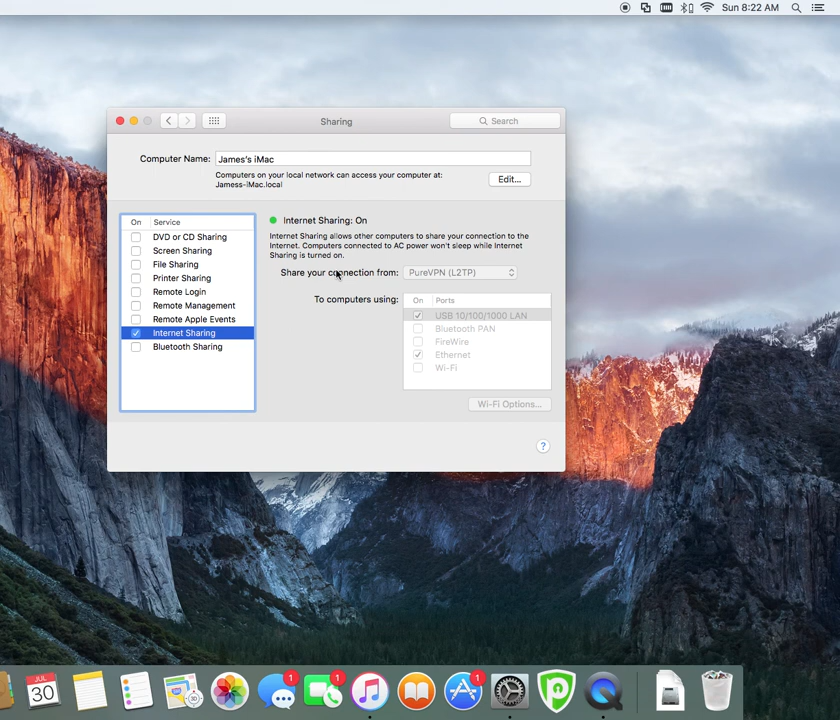 Sun 8:22 AM
Sharing
Search
Computer Name: James's iMac
Computers on your local network can access your computer at:
Jamess-iMac.local
Edit...
On Service
DVD or CD Sharing
Screen Sharing
File Sharing
Printer Sharing
Remote Login
Remote Management
Remote Apple Events
Internet Sharing
Bluetooth Sharing
Internet Sharing: On
Internet Sharing allows other computers to share your connection to the
Internet. Computers connected to AC power won't sleep while Internet
Sharing is turned on.
Share your connection from: PureVPN (L2TP)
To computers using:
On Ports
USB 10/100/1000 LAN
Bluetooth PAN
FireWire
Ethernet
Wi-Fi
Wi-Fi Options...
?
JUL
30
1
1
1